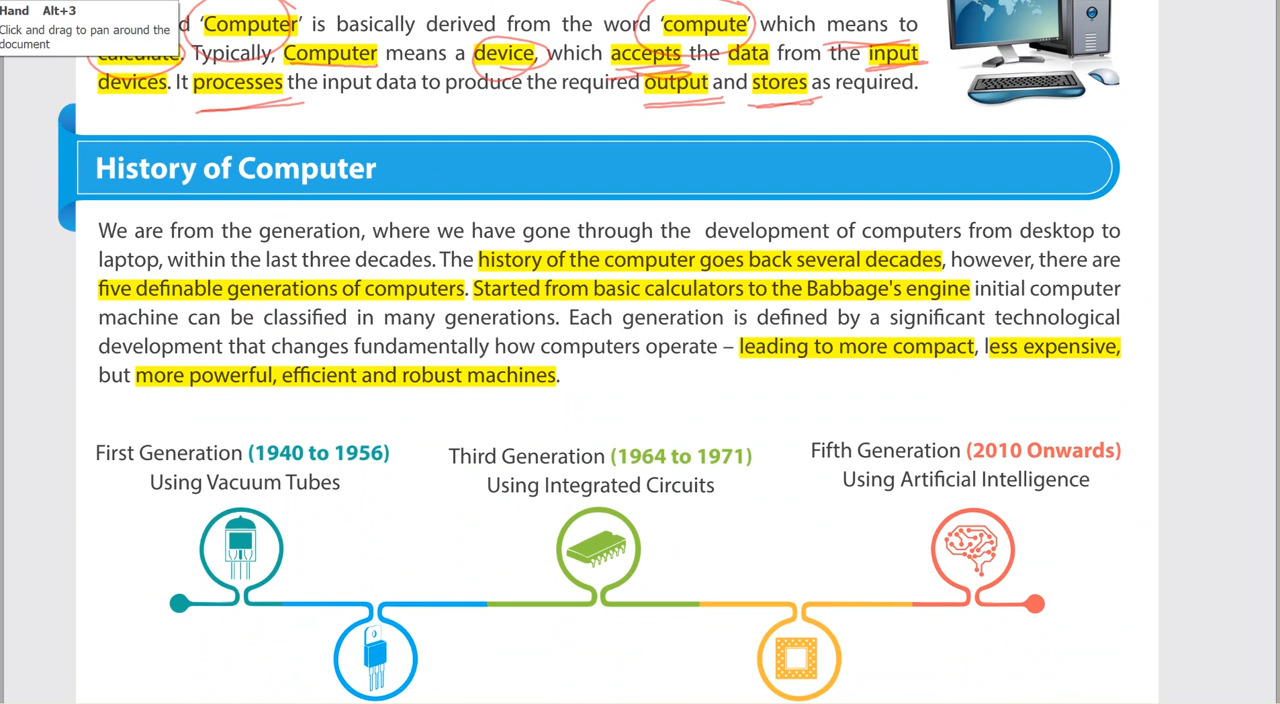 Hand Alt+3
Click and drag to pan around the
document
'Computer' is basically derived from the word 'compute' which means to
Typically, Computer means a device, which accepts the data from the input
devices. It processes the input data to produce the required output and stores as required.
History of Computer
We are from the generation, where we have gone through the development of computers from desktop to
laptop, within the last three decades. The history of the computer goes back several decades, however, there are
five definable generations of computers. Started from basic calculators to the Babbage's engine initial computer
machine can be classified in many generations. Each generation is defined by a significant technological
development that changes fundamentally how computers operate – leading to more compact, less expensive,
but more powerful, efficient and robust machines.
First Generation (1940 to 1956)
Using Vacuum Tubes
Third Generation (1964 to 1971)
Using Integrated Circuits
Fifth Generation (2010 Onwards)
Using Artificial Intelligence